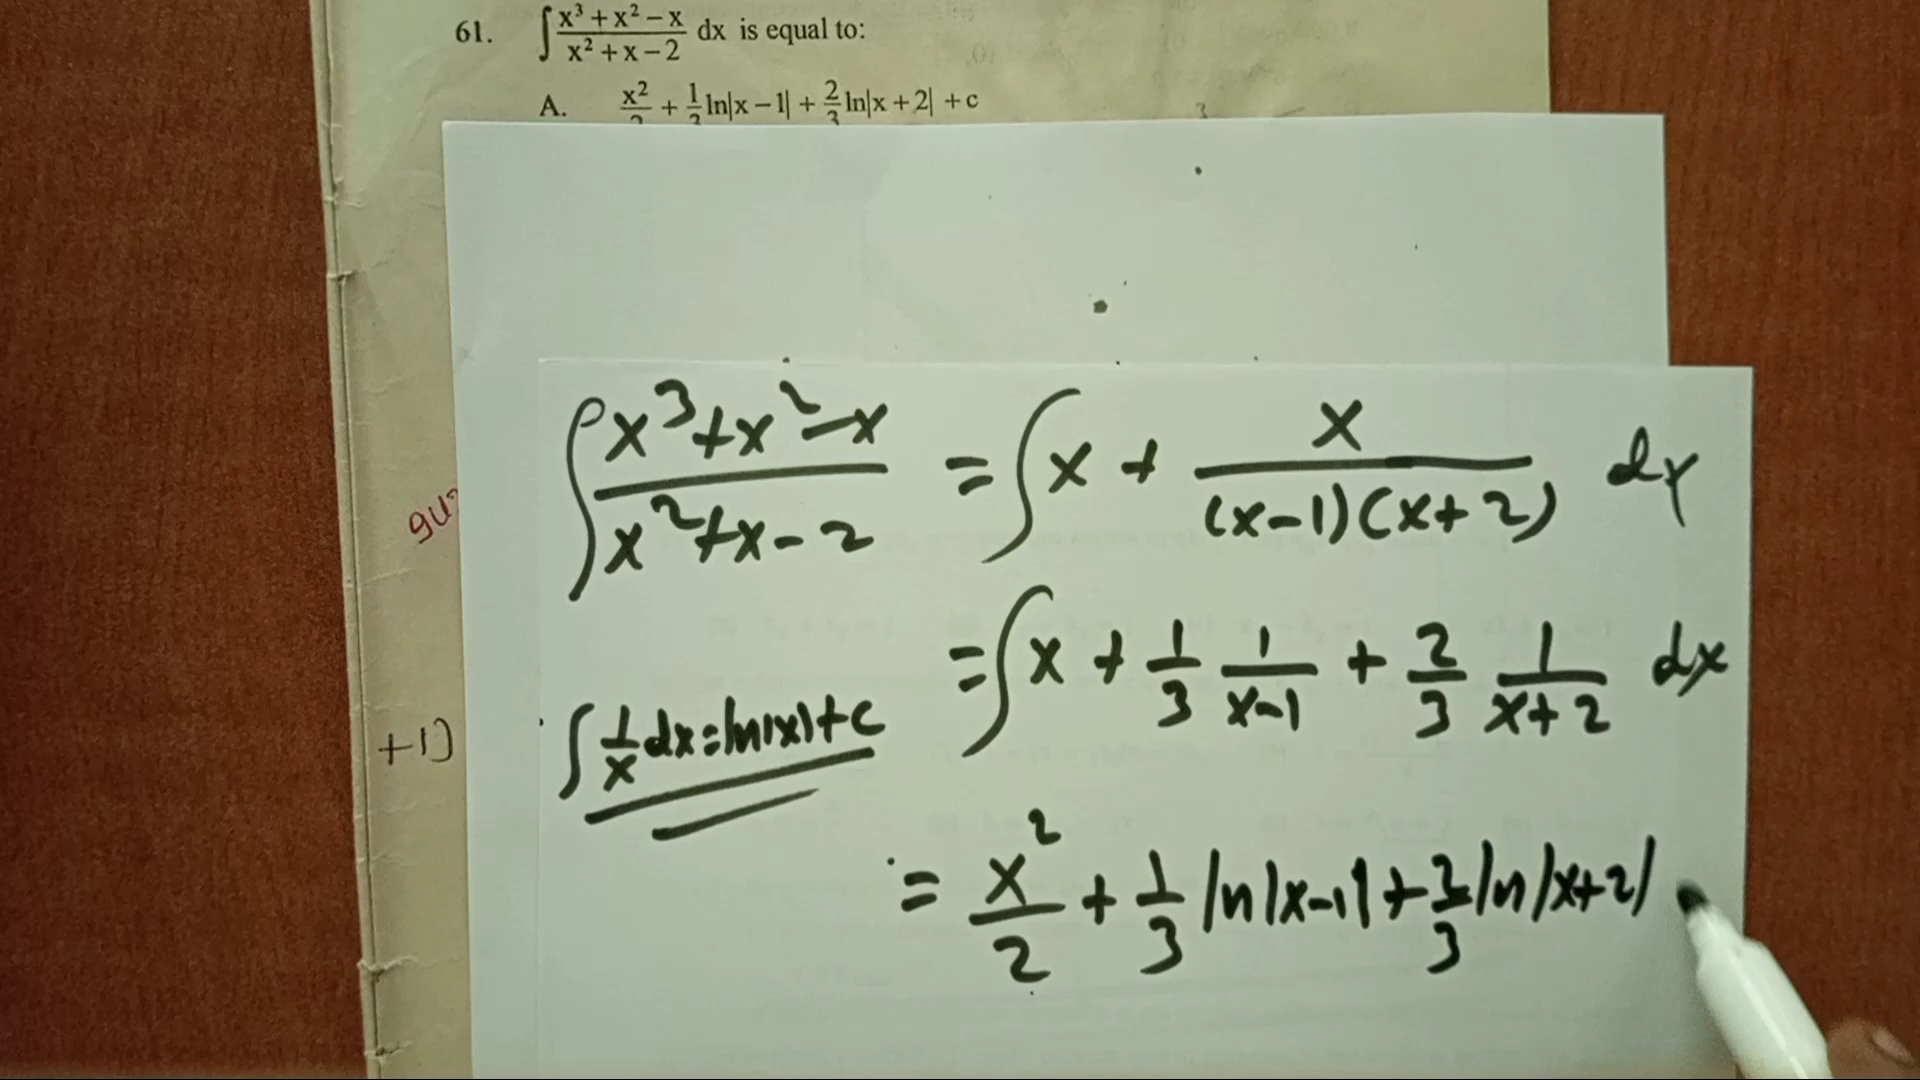 61. ∫ x³ + x² − x / x² + x − 2 dx is equal to:
A. x²/2 + 1/3 ln|x − 1| + 2/3 ln|x + 2| + c
∫ x³ + x² − x / x² + x − 2 = ∫ x + x / (x−1)(x+2) dx
= ∫ x + 1/3 1/x−1 + 2/3 1/x+2 dx
∫ 1/x dx = ln|x| + c
+1)
= x²/2 + 1/3 ln|x−1| + 2/3 ln|x+2|